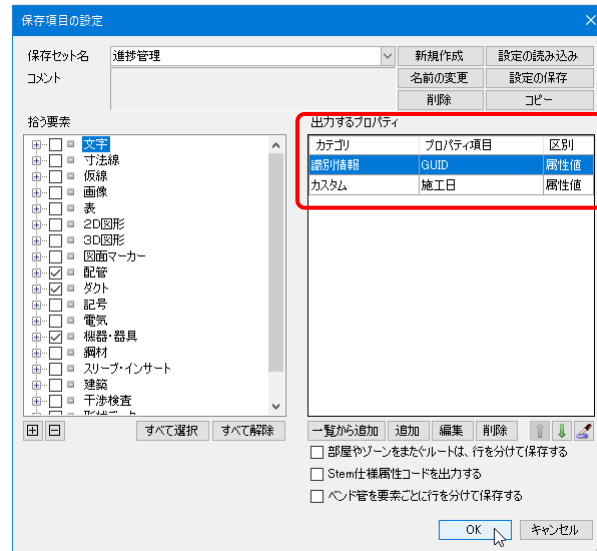 保存項目の設定
保存セット名 進捗管理 新規作成 設定の読み込み
コメント 名前の変更 設定の保存
削除 コピー
拾う要素
文字
寸法線
仮線
画像
表
2D図形
3D図形
図面マーカー
配管
ダクト
記号
電気
機器・器具
鋼材
スリーブ・インサート
建築
干渉検査
すべて選択 すべて解除
出力するプロパティ
カテゴリ プロパティ項目 区別
識別情報 GUID 属性値
カスタム 施工日 属性値
一覧から追加 追加 編集 削除
部屋やゾーンをまたぐルートは、行を分けて保存する
Stem仕様属性コードを出力する
ベンド管を要素ごとに行を分けて保存する
OK キャンセル